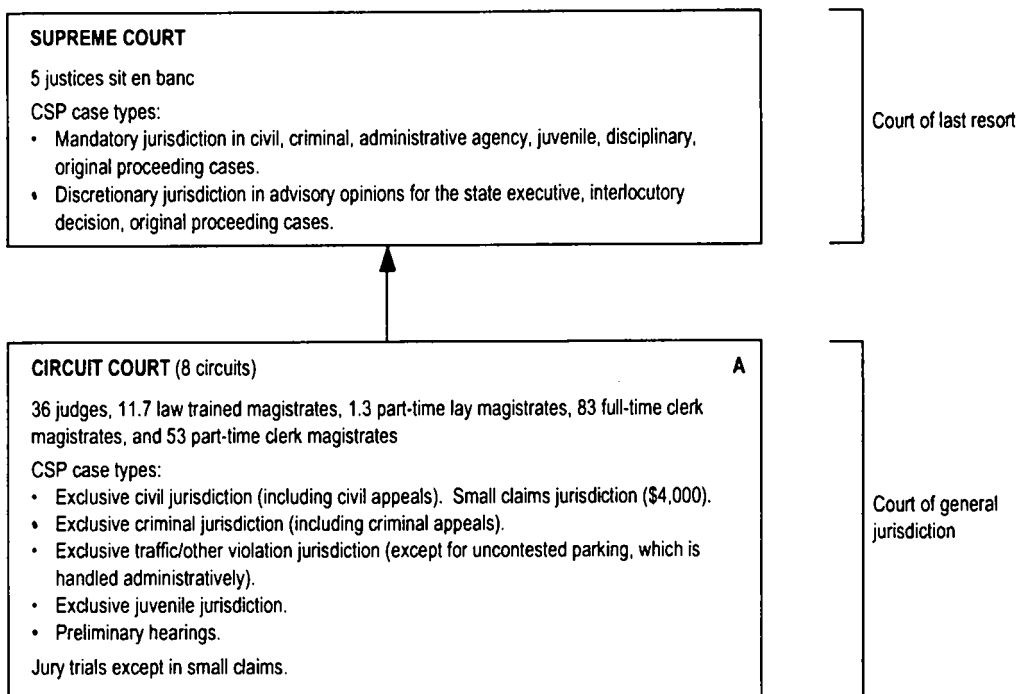 SUPREME COURT
5 justices sit en banc
CSP case types:
• Mandatory jurisdiction in civil, criminal, administrative agency, juvenile, disciplinary,
original proceeding cases.
• Discretionary jurisdiction in advisory opinions for the state executive, interlocutory
decision, original proceeding cases.
Court of last resort
CIRCUIT COURT (8 circuits) A
36 judges, 11.7 law trained magistrates, 1.3 part-time lay magistrates, 83 full-time clerk
magistrates, and 53 part-time clerk magistrates
CSP case types:
• Exclusive civil jurisdiction (including civil appeals). Small claims jurisdiction ($4,000).
• Exclusive criminal jurisdiction (including criminal appeals).
• Exclusive traffic/other violation jurisdiction (except for uncontested parking, which is
handled administratively).
• Exclusive juvenile jurisdiction.
• Preliminary hearings.
Jury trials except in small claims.
Court of general
jurisdiction